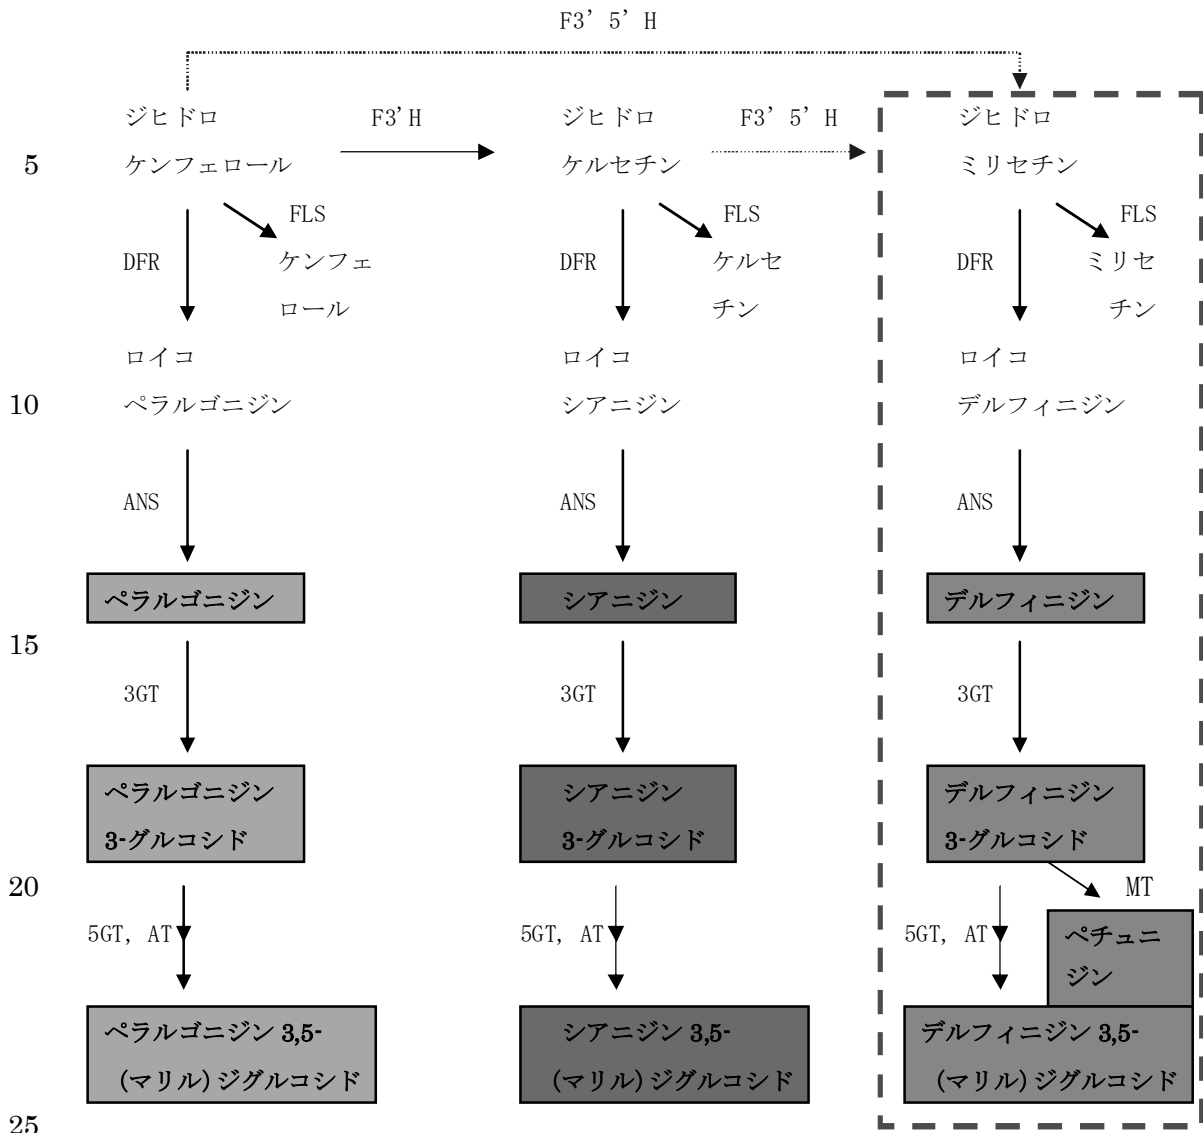 F3’ 5’ H
ジヒドロ
ケンフェロール
F3’H
ジヒドロ
ケルセチン
F3’ 5’ H
ジヒドロ
ミリセチン
5
FLS
ケンフェ
ロール
DFR
FLS
ケルセ
チン
DFR
FLS
ミリセ
チン
DFR
ロイコ
ペラルゴニジン
ロイコ
シアニジン
ロイコ
デルフィニジン
10
ANS
ANS
ANS
ペラルゴニジン
シアニジン
デルフィニジン
15
3GT
3GT
3GT
ペラルゴニジン
3-グルコシド
シアニジン
3-グルコシド
デルフィニジン
3-グルコシド
20
MT
5GT, AT
5GT, AT
5GT, AT
ペチュニ
ジン
ペラルゴニジン 3,5-
(マリル)ジグルコシド
シアニジン 3,5-
(マリル)ジグルコシド
デルフィニジン 3,5-
(マリル)ジグルコシド
25